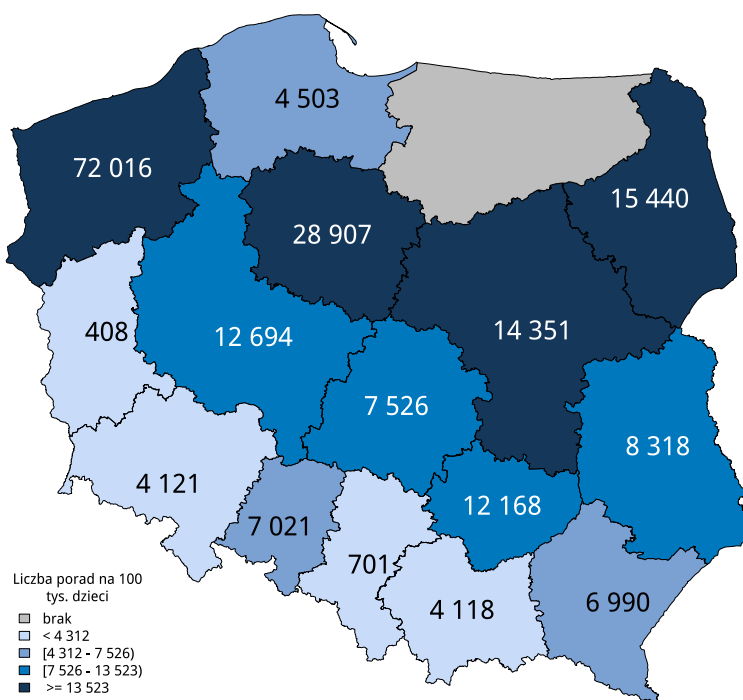 4 503
72 016
15 440
28 907
408
12 694
14 351
7 526
8 318
4 121
12 168
7 021
701
4 118
6 990
Liczba porad na 100
tys. dzieci
brak
< 4 312
[4 312 - 7 526)
[7 526 - 13 523)
>= 13 523